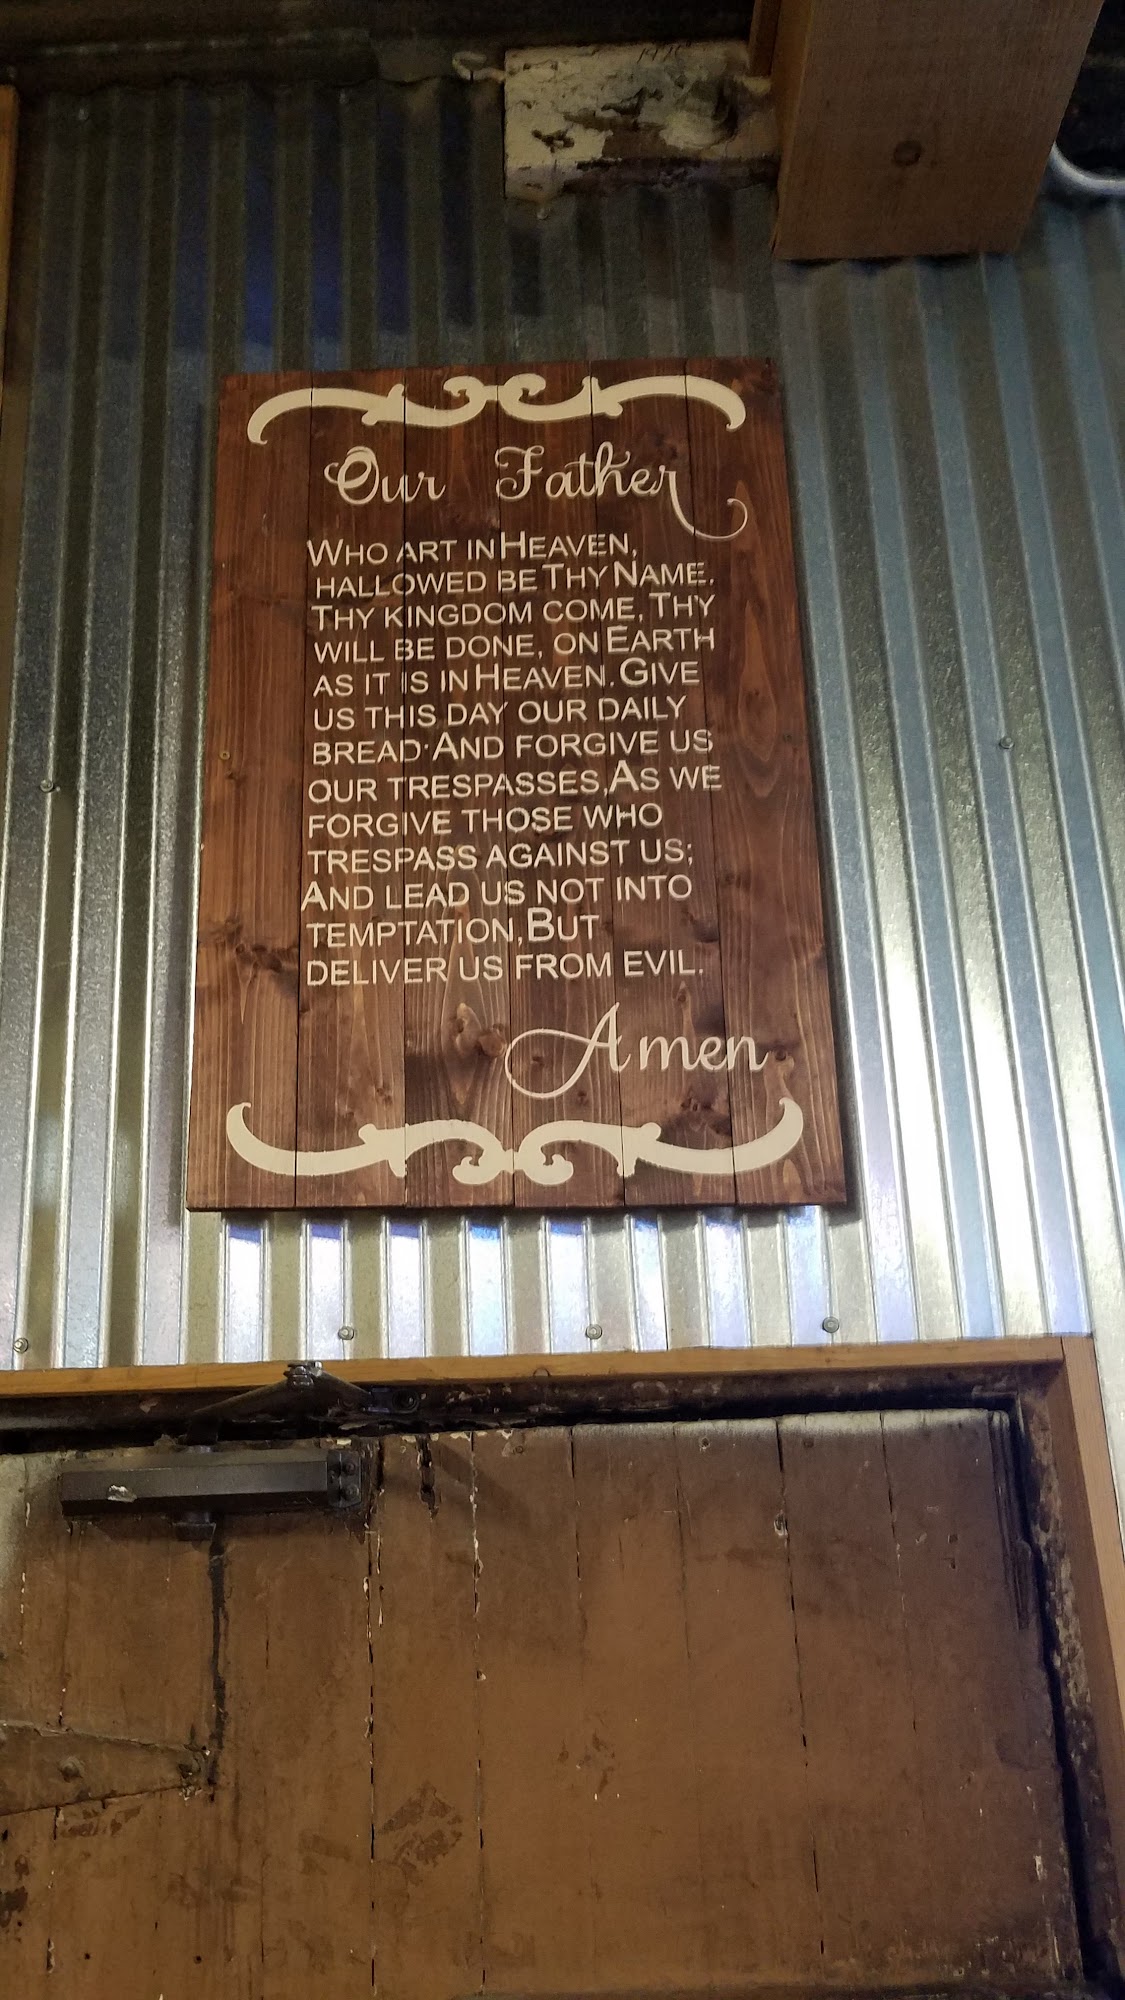 Our Father
WHO ART IN HEAVEN,
HALLOWED BE THY NAME.
THY KINGDOM COME, THY
WILL BE DONE, ON EARTH
AS IT IS IN HEAVEN. GIVE
US THIS DAY OUR DAILY
BREAD. AND FORGIVE US
OUR TRESPASSES, AS WE
FORGIVE THOSE WHO
TRESPASS AGAINST US;
AND LEAD US NOT INTO
TEMPTATION, BUT
DELIVER US FROM EVIL.
Amen